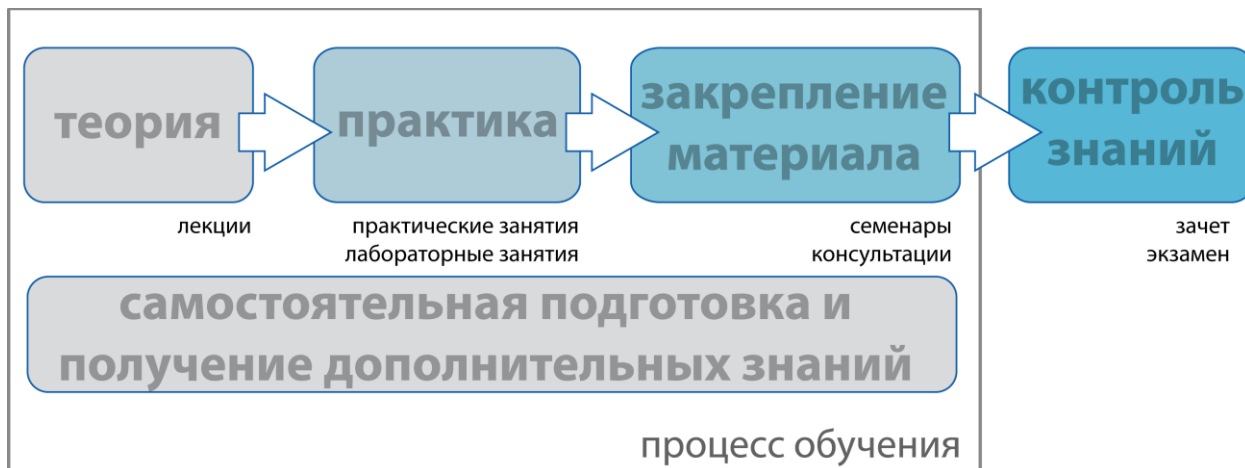 теория
практика
закрепление
материала
контроль
знаний
лекции
практические занятия
лабораторные занятия
семенары
консультации
зачет
экзамен
самостоятельная подготовка и
получение дополнительных знаний
процесс обучения